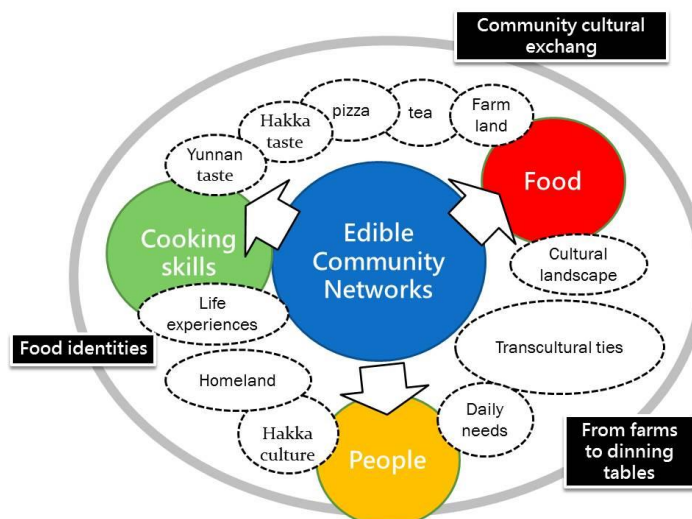 Community cultural
exchang
pizza
tea
Farm
land
Hakka
taste
Yunnan
taste
Food
Cooking
skills
Edible
Community
Networks
Cultural
landscape
Life
experiences
Food identities
Transcultural ties
Homeland
Daily
needs
Hakka
culture
People
From farms
to dinning
tables